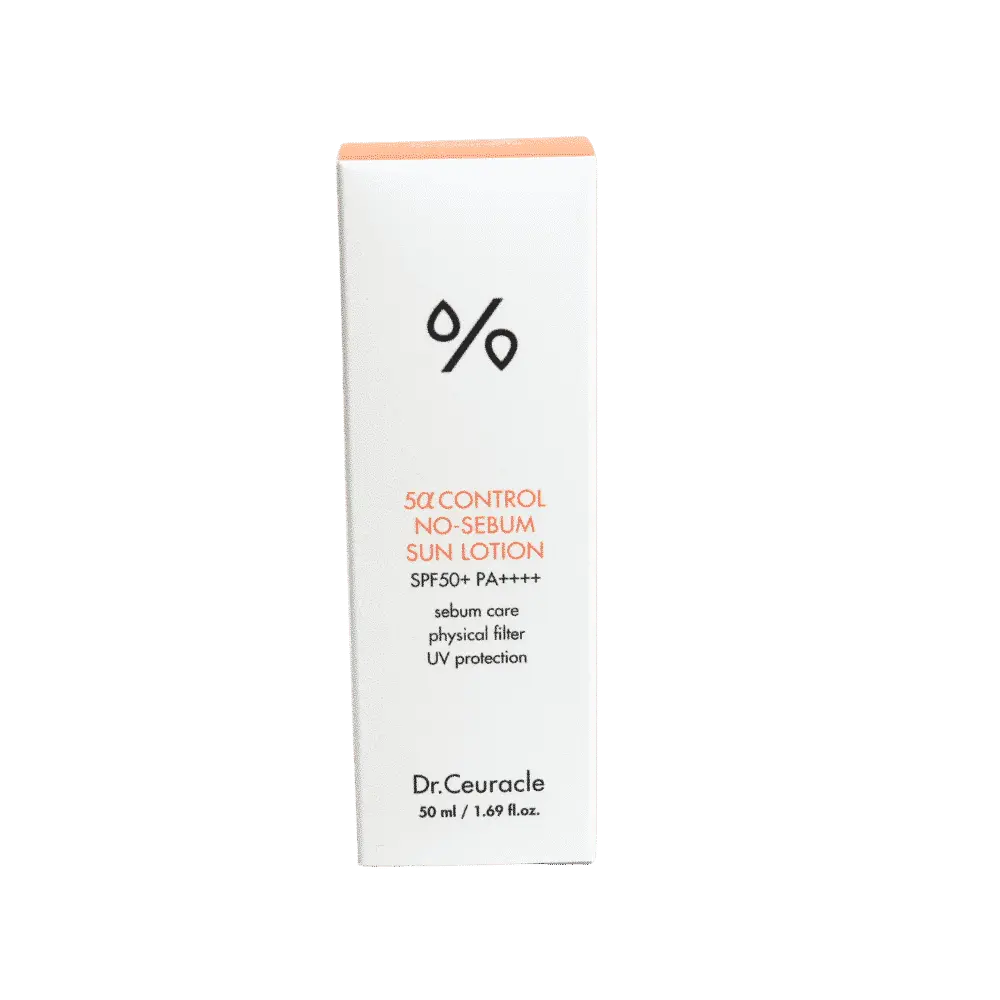 %
5α CONTROL
NO-SEBUM
SUN LOTION
SPF50+ PA++++
sebum care
physical filter
UV protection
Dr.Ceuracle
50 ml / 1.69 fl.oz.